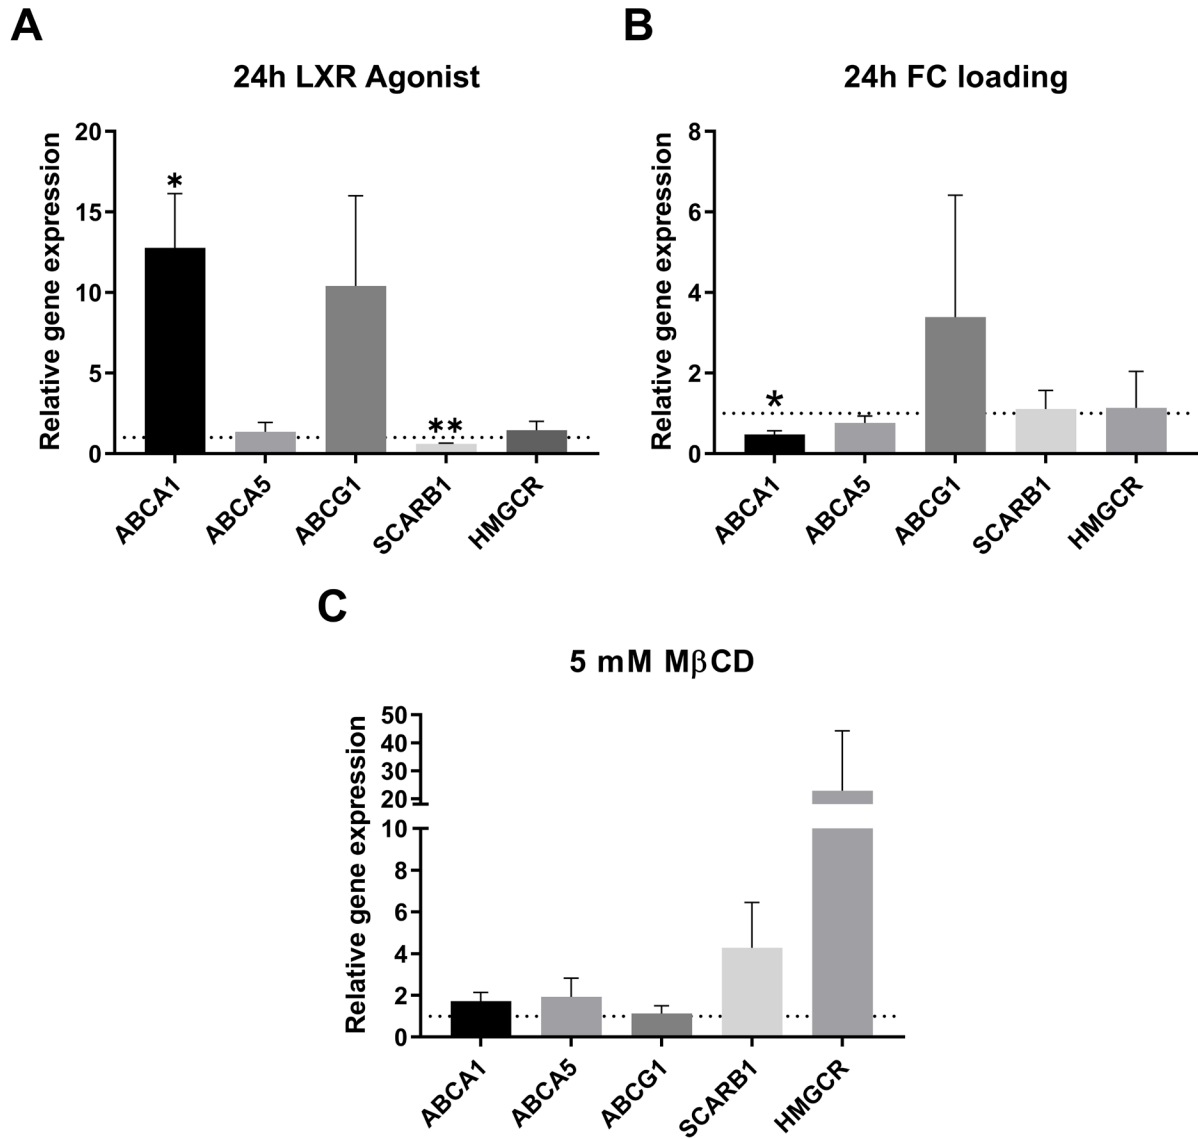 A
24h LXR Agonist
Relative gene expression
20
15
10
5
0
*
**
ABCA1
ABCA5
ABCG1
SCARB1
HMGCR
B
24h FC loading
Relative gene expression
8
6
4
2
0
*
ABCA1
ABCA5
ABCG1
SCARB1
HMGCR
C
5 mM MβCD
Relative gene expression
50
40
30
20
10
8
6
4
2
0
ABCA1
ABCA5
ABCG1
SCARB1
HMGCR